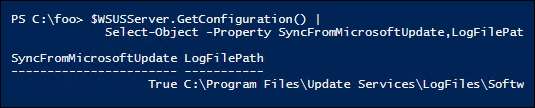 PS C:\foo> $WSUSServer.GetConfiguration() |
Select-Object -Property SyncFromMicrosoftUpdate,LogFilePat
SyncFromMicrosoftUpdate LogFilePath
----------------------- -----------
True C:\Program Files\Update Services\LogFiles\Softw